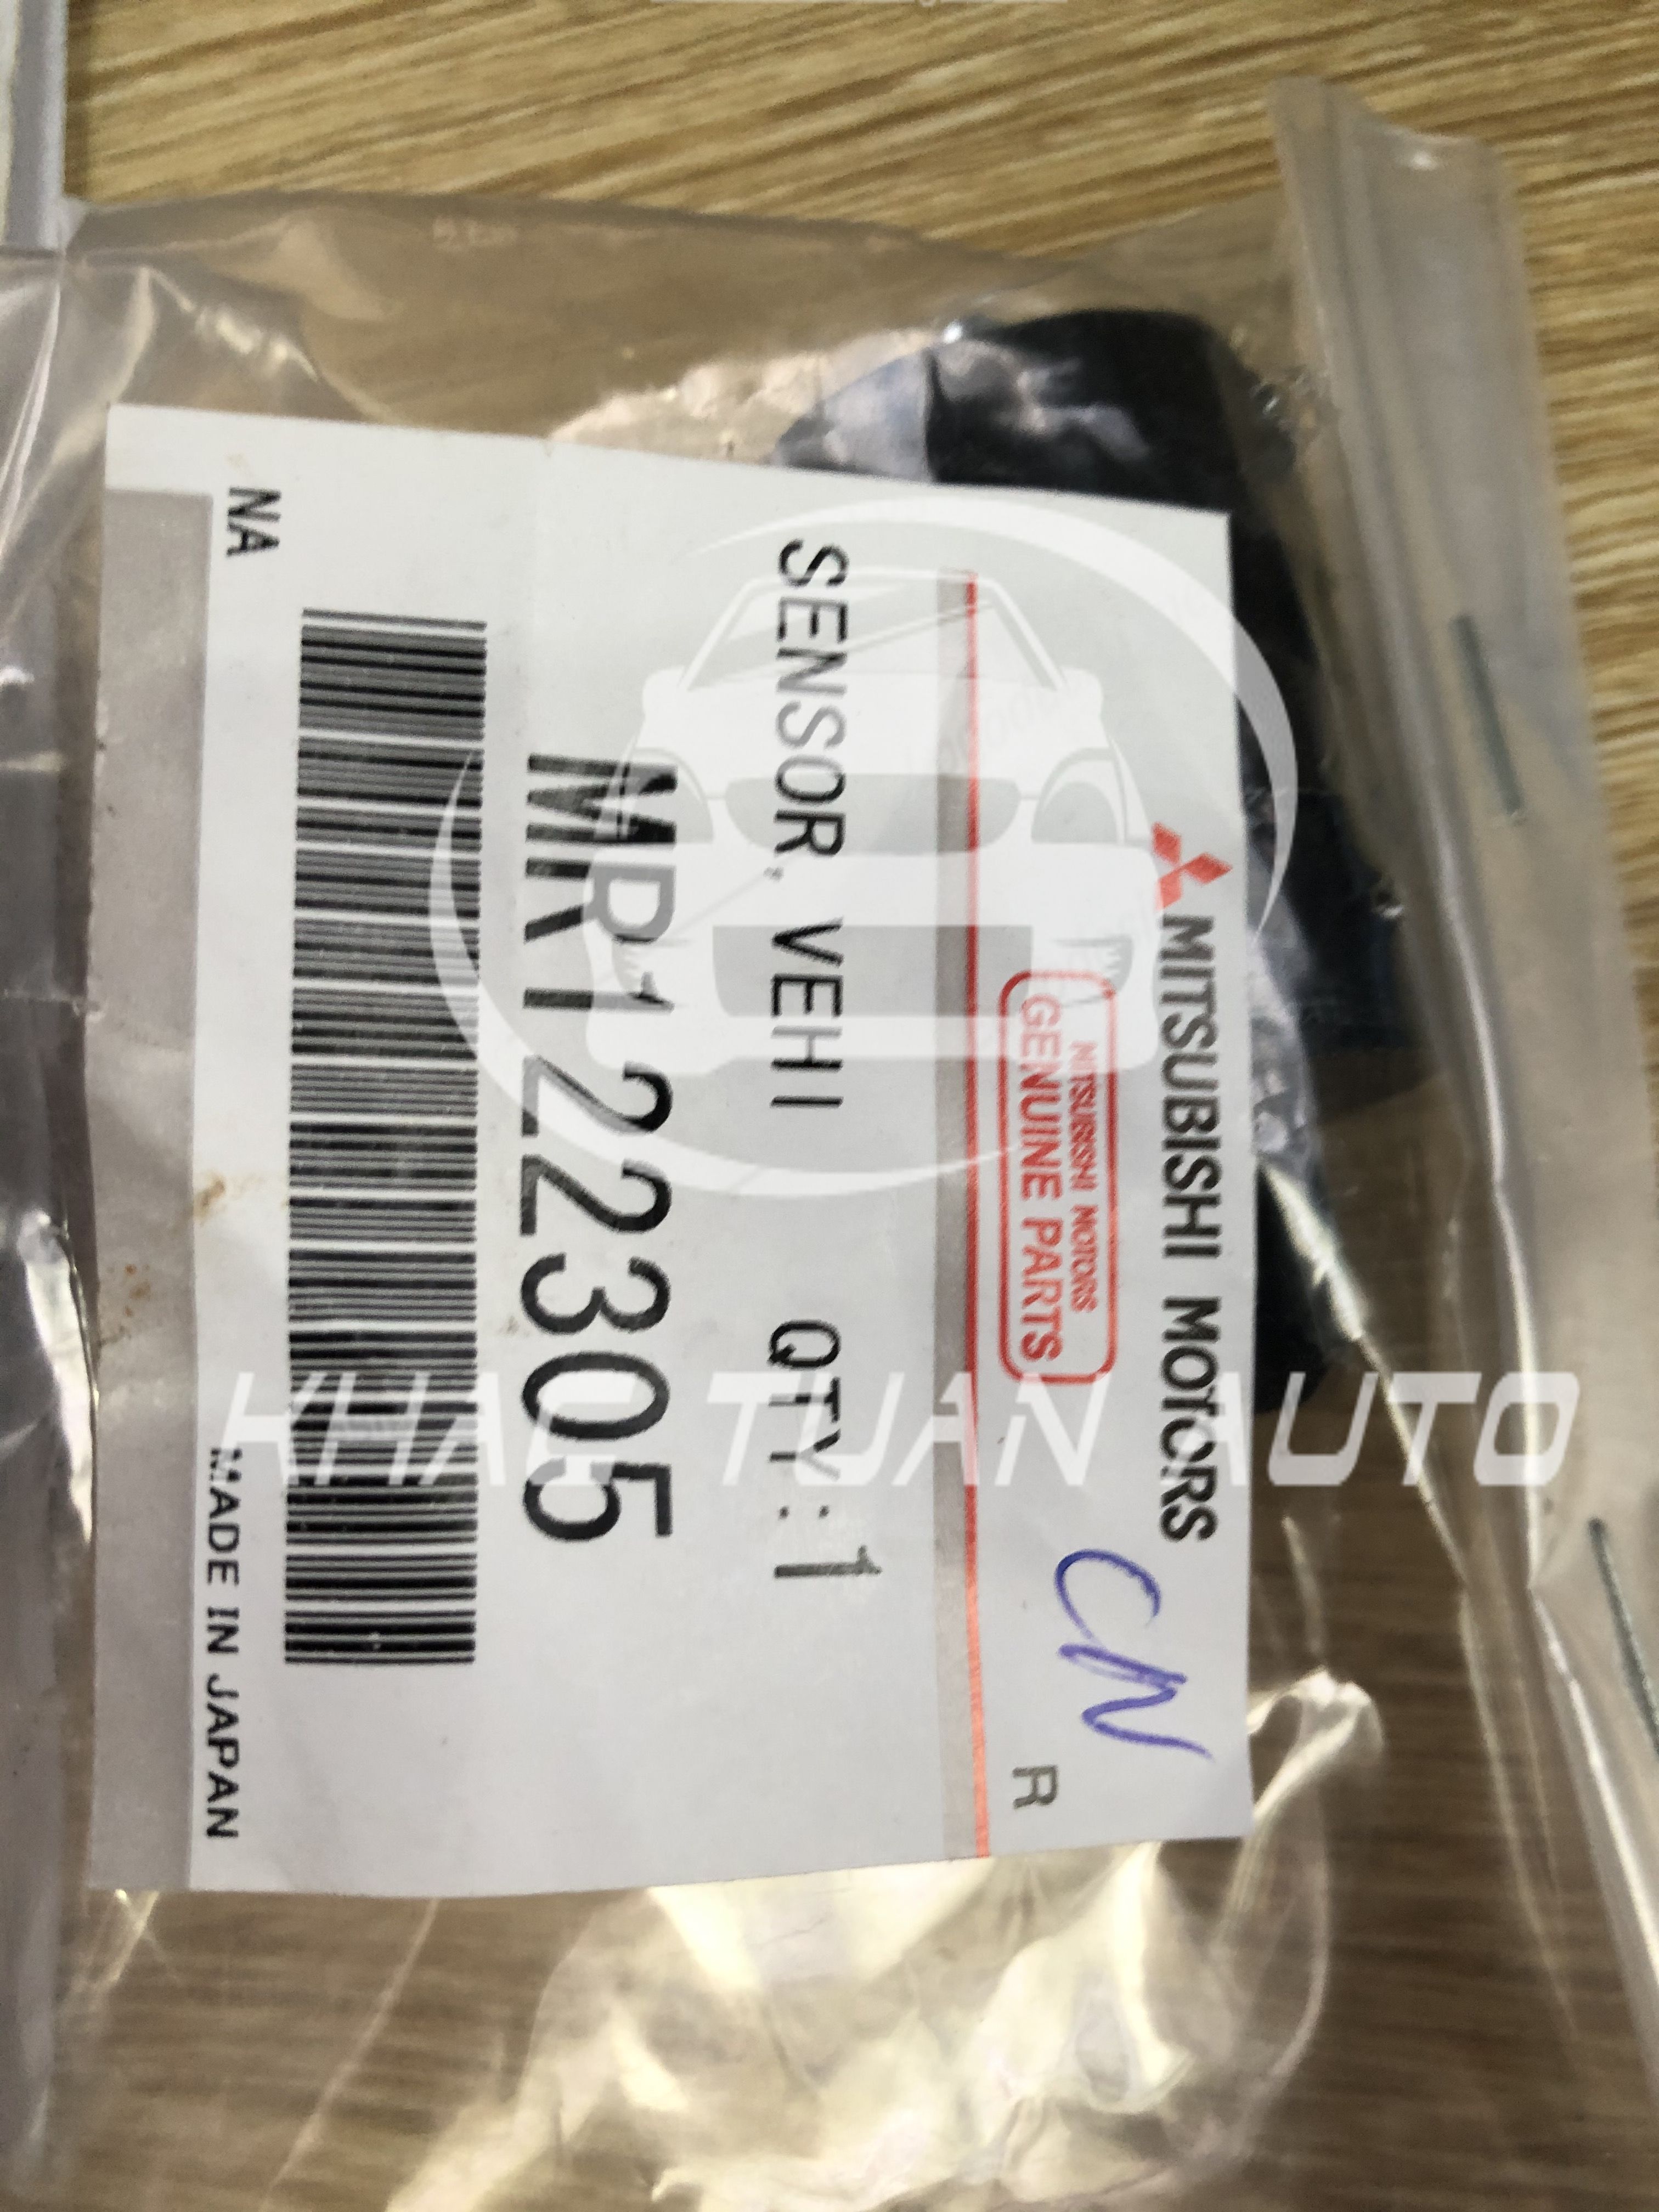 MITSUBISHI MOTORS
CN
MITSUBISHI MOTORS
GENUINE PARTS
R
SENSOR, VEHI QTY:1
MR122305
NA
MADE IN JAPAN
KHAC TUAN AUTO